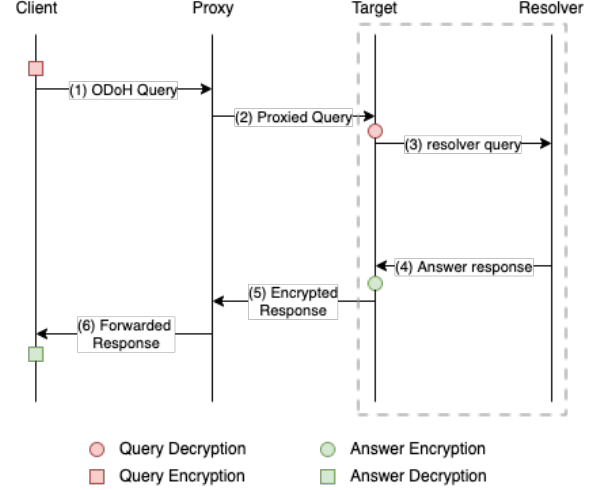 Client Proxy Target Resolver
(1) ODoH Query
(2) Proxied Query
(3) resolver query
(4) Answer response
(5) Encrypted
Response
(6) Forwarded
Response
Query Decryption Answer Encryption
Query Encryption Answer Decryption